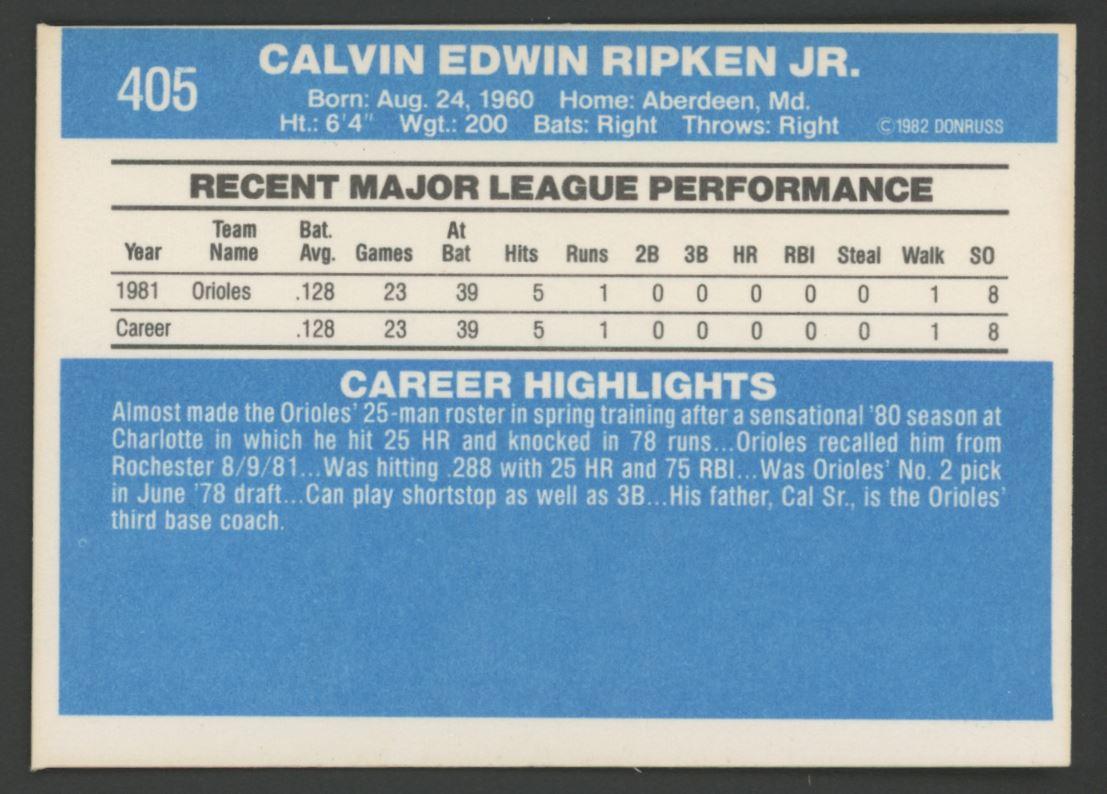 405
CALVIN EDWIN RIPKEN JR.
Born: Aug. 24, 1960 Home: Aberdeen, Md.
Ht.: 6'4" Wgt.: 200 Bats: Right Throws: Right ©1982 DONRUSS
RECENT MAJOR LEAGUE PERFORMANCE
Year Team Name Bat. Avg. Games At Bat Hits Runs 2B 3B HR RBI Steal Walk SO
1981 Orioles .128 23 39 5 1 0 0 0 0 0 1 8
Career .128 23 39 5 1 0 0 0 0 0 1 8
CAREER HIGHLIGHTS
Almost made the Orioles' 25-man roster in spring training after a sensational '80 season at
Charlotte in which he hit 25 HR and knocked in 78 runs...Orioles recalled him from
Rochester 8/9/81...Was hitting .288 with 25 HR and 75 RBI...Was Orioles' No. 2 pick
in June '78 draft...Can play shortstop as well as 3B...His father, Cal Sr., is the Orioles'
third base coach.